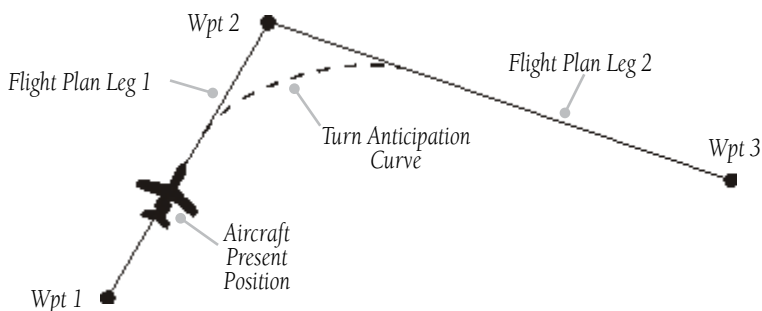 Wpt 2
Flight Plan Leg 1
Flight Plan Leg 2
Turn Anticipation
Curve
Wpt 3
Aircraft
Present
Position
Wpt 1